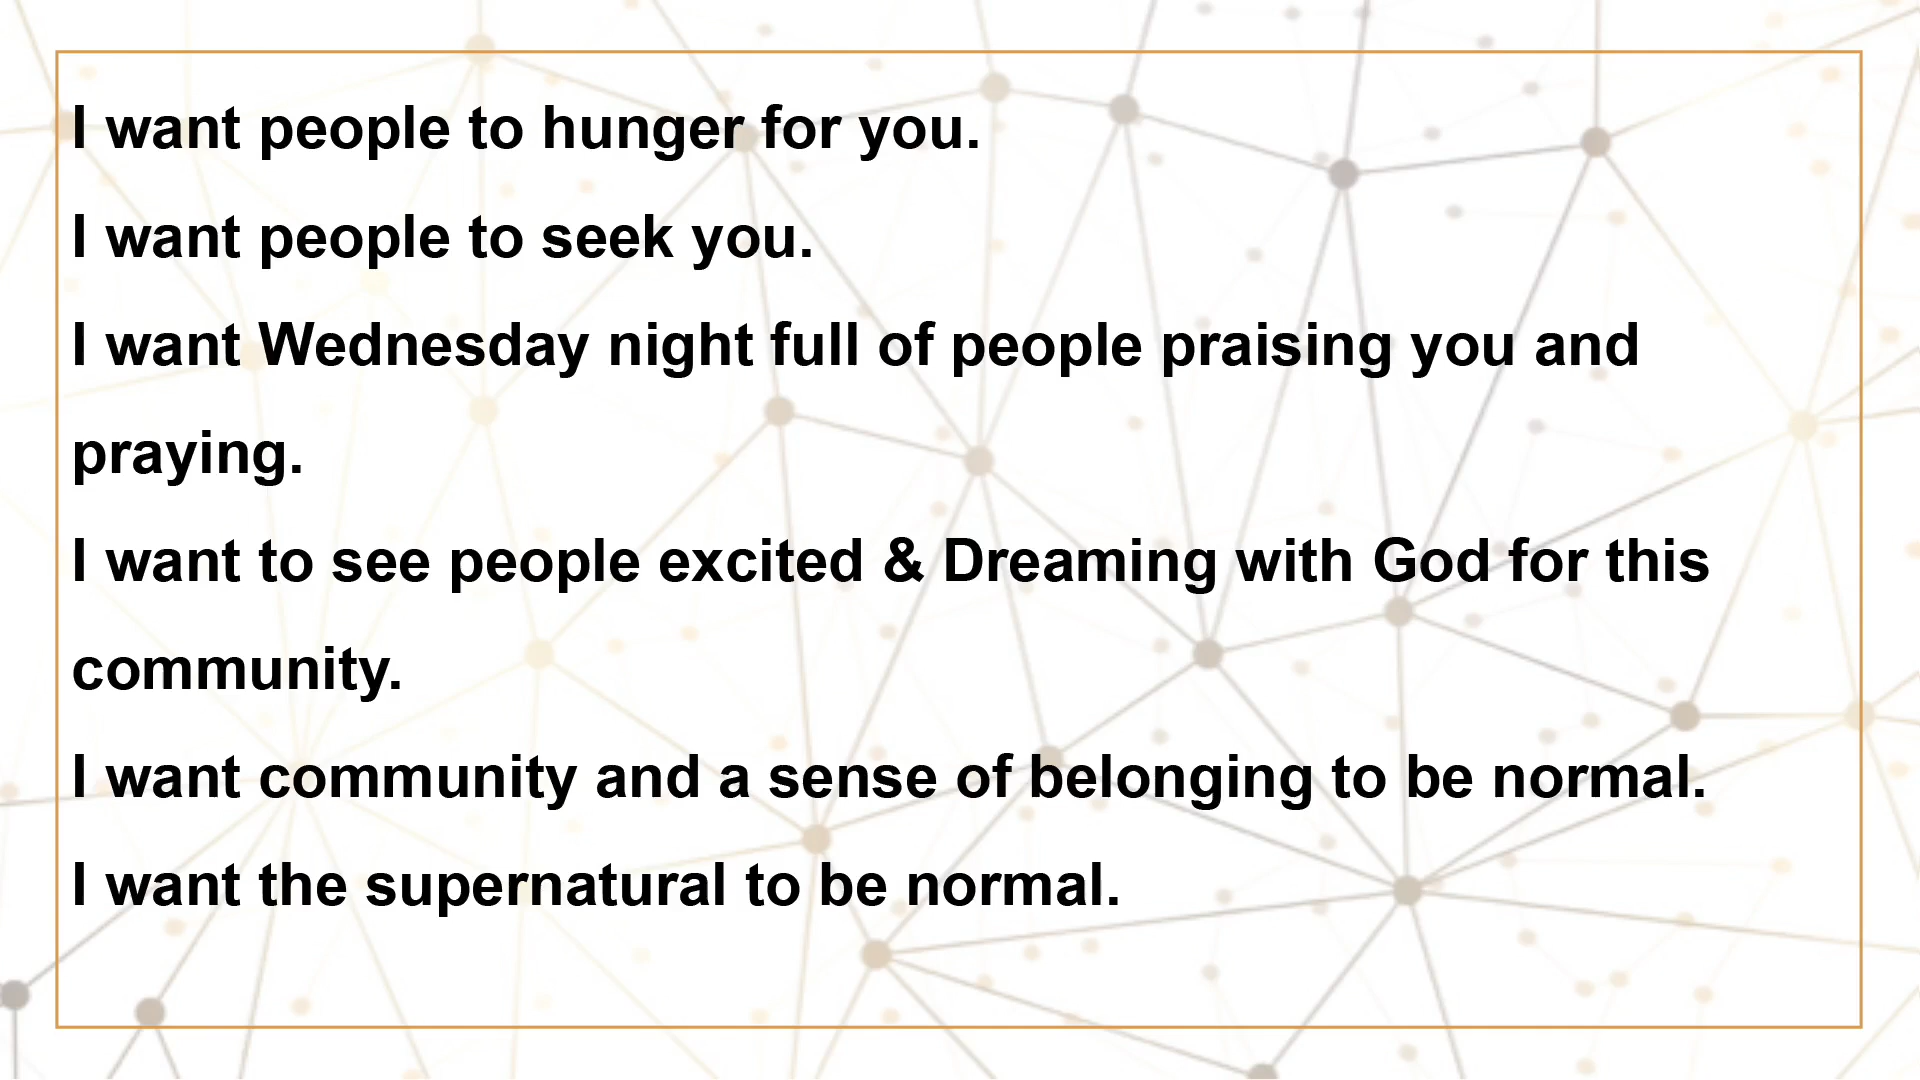 I want people to hunger for you.
I want people to seek you.
I want Wednesday night full of people praising you and
praying.
I want to see people excited & Dreaming with God for this
community.
I want community and a sense of belonging to be normal.
I want the supernatural to be normal.